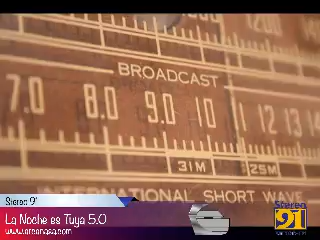 1200
BROADCAST
7.0 8.0 9.0 10 11 12 13 14
31M 25M
INTERNATIONAL SHORT WAVE
Stereo 91
La Noche es Tuya 5.0
Stereo
91